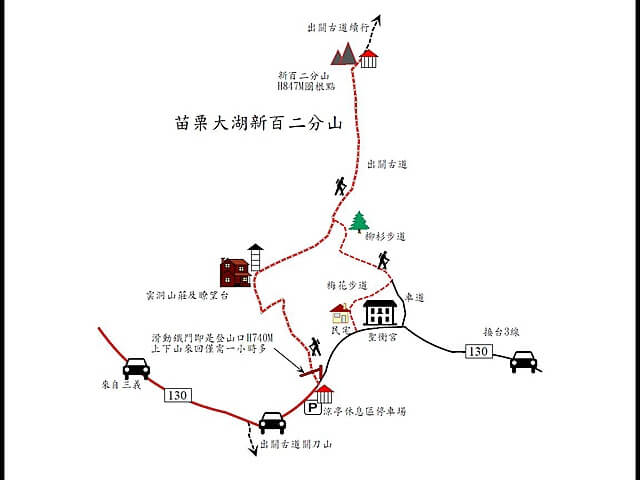 出關古道續行
新百二分山
H847M圖根點
苗栗大湖新百二分山
出關古道
柳杉步道
雲洞山莊及瞭望台
梅花步道
車道
民宅
聖衡宮
接台3線
130
滑動鐵門即是登山口H740M
上下山來回僅需一小時多
來自三義
130
P
涼亭休息區停車場
出關古道關刀山